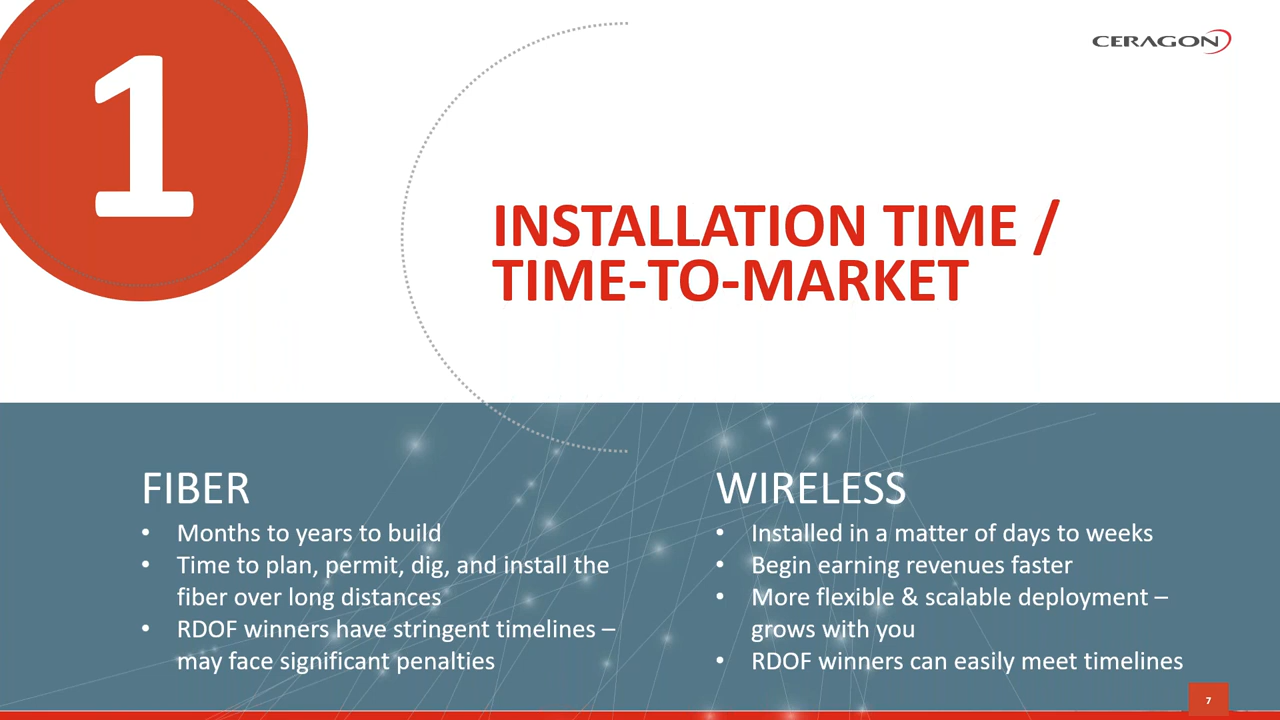 1
CERAGON
INSTALLATION TIME /
TIME-TO-MARKET
FIBER
• Months to years to build
• Time to plan, permit, dig, and install the
fiber over long distances
• RDOF winners have stringent timelines –
may face significant penalties
WIRELESS
• Installed in a matter of days to weeks
• Begin earning revenues faster
• More flexible & scalable deployment –
grows with you
• RDOF winners can easily meet timelines
7